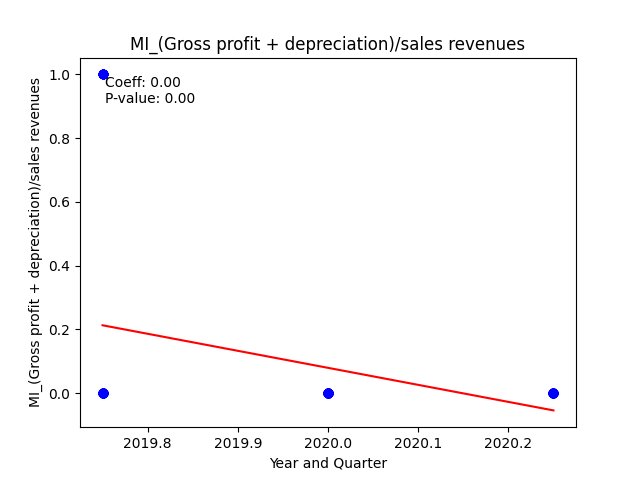 MI_(Gross profit + depreciation)/sales revenues
1.0
Coeff: 0.00
P-value: 0.00
0.8
0.6
0.4
0.2
0.0
MI_(Gross profit + depreciation)/sales revenues
2019.8 2019.9 2020.0 2020.1 2020.2
Year and Quarter